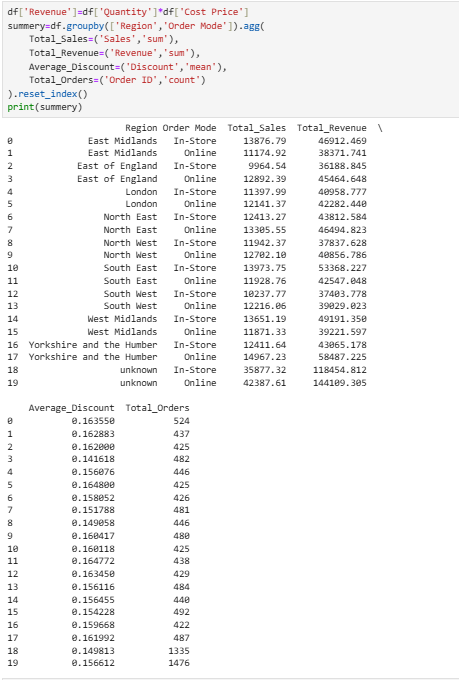 df['Revenue']=df['Quantity']*df['Cost Price']
summery=df.groupby(['Region','Order Mode']).agg(
    Total_Sales=('Sales','sum'),
    Total_Revenue=('Revenue','sum'),
    Average_Discount=('Discount','mean'),
    Total_Orders=('Order ID','count')
).reset_index()
print(summery)
Region Order Mode Total_Sales Total_Revenue \
0 East Midlands In-Store 13876.79 46912.469
1 East Midlands Online 11174.92 38371.741
2 East of England In-Store 9964.54 36188.845
3 East of England Online 12892.39 45464.648
4 London In-Store 11397.99 40958.777
5 London Online 12141.37 42282.440
6 North East In-Store 12413.27 43812.584
7 North East Online 13305.55 46494.823
8 North West In-Store 11942.37 37837.628
9 North West Online 12702.10 40856.786
10 South East In-Store 13973.75 53368.227
11 South East Online 11928.76 42547.048
12 South West In-Store 10237.77 37403.778
13 South West Online 12216.06 39029.023
14 West Midlands In-Store 13651.19 49191.350
15 West Midlands Online 11871.33 39221.597
16 Yorkshire and the Humber In-Store 12411.64 43065.178
17 Yorkshire and the Humber Online 14967.23 58487.225
18 unknown In-Store 35877.32 118454.812
19 unknown Online 42387.61 144109.305
Average_Discount Total_Orders
0 0.163550 524
1 0.162883 437
2 0.162000 425
3 0.141618 482
4 0.156076 446
5 0.164800 425
6 0.158052 426
7 0.151788 481
8 0.149058 446
9 0.160417 480
10 0.160118 425
11 0.164772 438
12 0.163450 429
13 0.156116 484
14 0.156455 440
15 0.154228 492
16 0.159668 422
17 0.161992 487
18 0.149813 1335
19 0.156612 1476